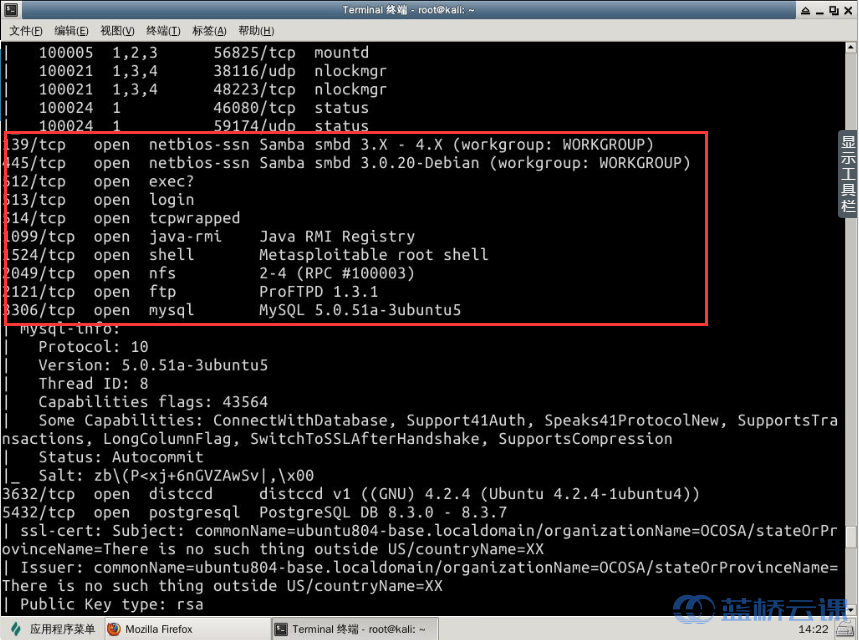 Terminal 终端 - root@kali: ~
文件(F) 编辑(E) 视图(V) 终端(T) 标签(A) 帮助(H)
|   100005  1,2,3      56825/tcp  mountd
|   100021  1,3,4      38116/udp  nlockmgr
|   100021  1,3,4      48223/tcp  nlockmgr
|   100024  1          46080/tcp  status
|_  100024  1          59174/udp  status
139/tcp   open  netbios-ssn Samba smbd 3.X - 4.X (workgroup: WORKGROUP)
445/tcp   open  netbios-ssn Samba smbd 3.0.20-Debian (workgroup: WORKGROUP)
512/tcp   open  exec?
513/tcp   open  login
514/tcp   open  tcpwrapped
1099/tcp  open  java-rmi    Java RMI Registry
1524/tcp  open  shell       Metasploitable root shell
2049/tcp  open  nfs         2-4 (RPC #100003)
2121/tcp  open  ftp         ProFTPD 1.3.1
3306/tcp  open  mysql       MySQL 5.0.51a-3ubuntu5
| mysql-info:
|   Protocol: 10
|   Version: 5.0.51a-3ubuntu5
|   Thread ID: 8
|   Capabilities flags: 43564
|   Some Capabilities: ConnectWithDatabase, Support41Auth, Speaks41ProtocolNew, SupportsTra
nsactions, LongColumnFlag, SwitchToSSLAfterHandshake, SupportsCompression
|   Status: Autocommit
|_  Salt: zb\(P<xj+6nGVZAwSv|,\x00
3632/tcp  open  distccd     distccd v1 ((GNU) 4.2.4 (Ubuntu 4.2.4-1ubuntu4))
5432/tcp  open  postgresql  PostgreSQL DB 8.3.0 - 8.3.7
| ssl-cert: Subject: commonName=ubuntu804-base.localdomain/organizationName=OCOSA/stateOrPr
ovinceName=There is no such thing outside US/countryName=XX
| Issuer: commonName=ubuntu804-base.localdomain/organizationName=OCOSA/stateOrProvinceName=
There is no such thing outside US/countryName=XX
| Public Key type: rsa
显示工具栏
蓝桥云课
应用程序菜单 Mozilla Firefox Terminal 终端 - root@kali: ~ 14:22